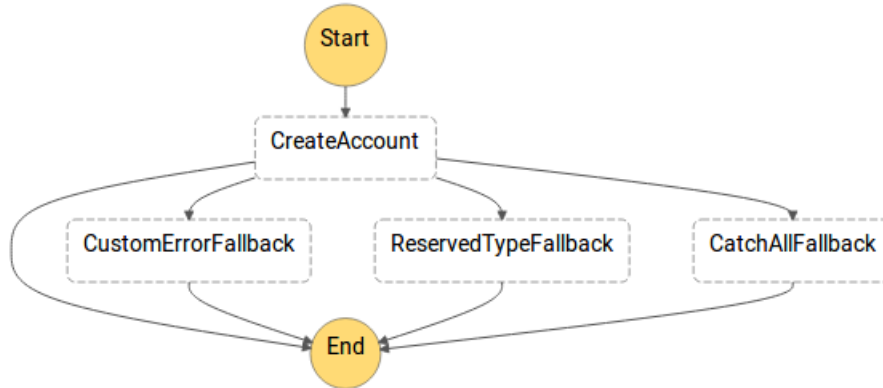 Start
CreateAccount
CustomErrorFallback
ReservedTypeFallback
CatchAllFallback
End